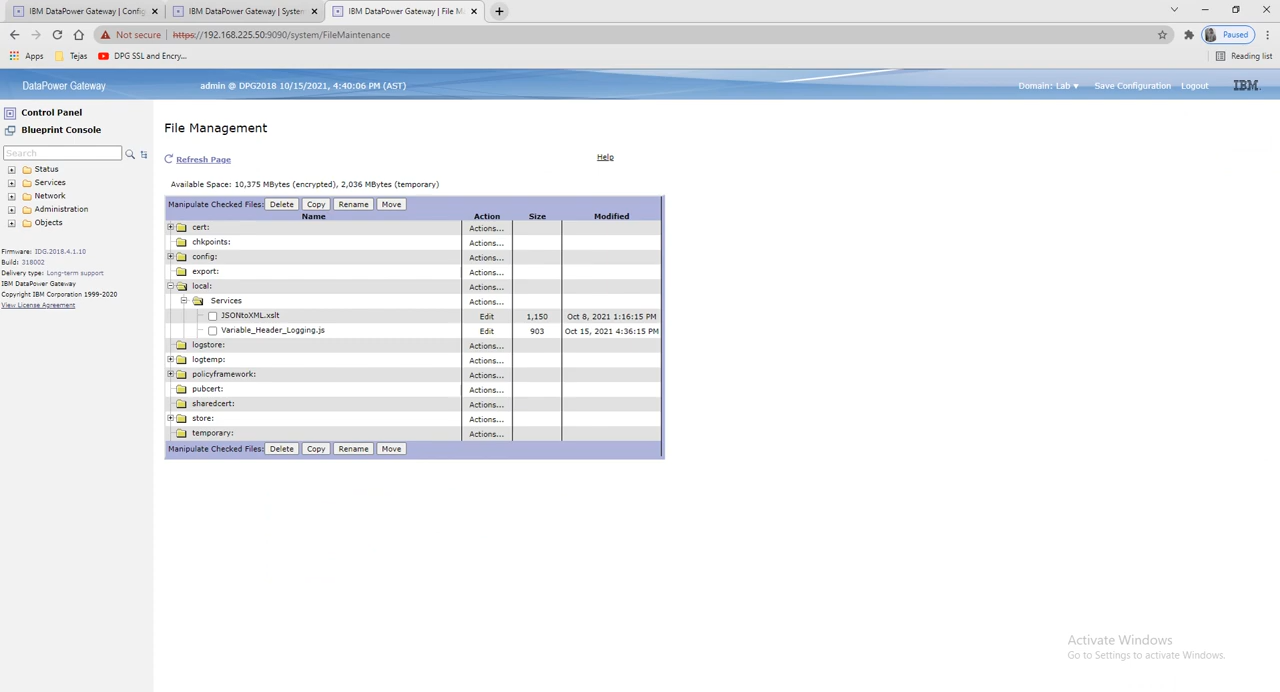 IBM DataPower Gateway | Config
IBM DataPower Gateway | System
IBM DataPower Gateway | File M
Not secure
https://192.168.225.50:9090/system/FileMaintenance
Paused
Apps
Tejas
DPG SSL and Encry...
Reading list
DataPower Gateway
admin @ DPG2018 10/15/2021, 4:40:06 PM (AST)
Domain: Lab ▾
Save Configuration
Logout
IBM.
Control Panel
Blueprint Console
Search
Status
Services
Network
Administration
Objects
Firmware: IDG.2018.4.1.10
Build: 318002
Delivery type: Long-term support
IBM DataPower Gateway
Copyright IBM Corporation 1999-2020
View License Agreement
File Management
Refresh Page
Help
Available Space: 10,375 MBytes (encrypted), 2,036 MBytes (temporary)
Manipulate Checked Files: Delete Copy Rename Move
Name Action Size Modified
cert: Actions...
chkpoints: Actions...
config: Actions...
export: Actions...
local: Actions...
Services Actions...
JSONtoXML.xslt Edit 1,150 Oct 8, 2021 1:16:15 PM
Variable_Header_Logging.js Edit 903 Oct 15, 2021 4:36:15 PM
logstore: Actions...
logtemp: Actions...
policyframework: Actions...
pubcert: Actions...
sharedcert: Actions...
store: Actions...
temporary: Actions...
Manipulate Checked Files: Delete Copy Rename Move
Activate Windows
Go to Settings to activate Windows.